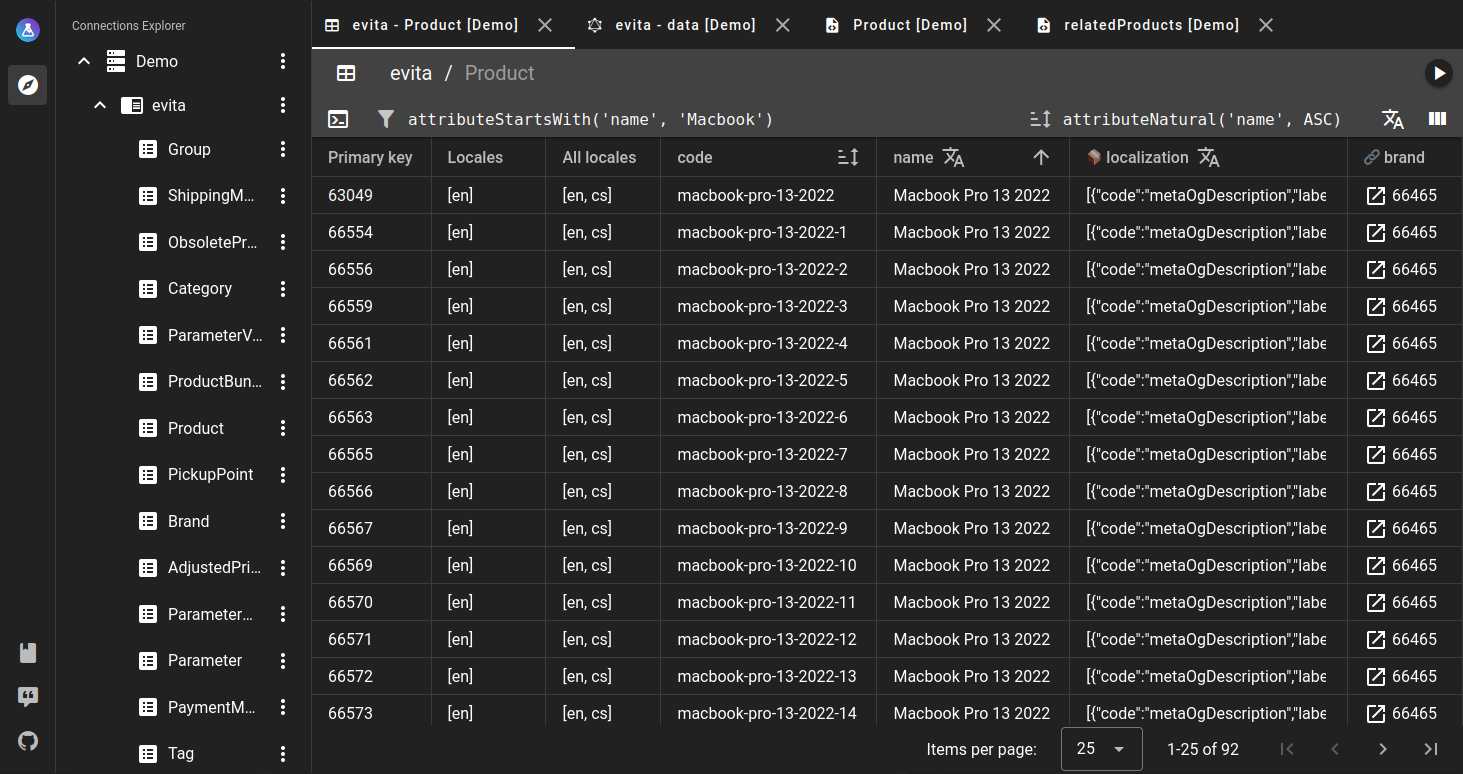 Connections Explorer
Demo
evita
Group
ShippingM...
ObsoletePr...
Category
ParameterV...
ProductBun...
Product
PickupPoint
Brand
AdjustedPri...
Parameter...
Parameter
PaymentM...
Tag
evita - Product [Demo] evita - data [Demo] Product [Demo] relatedProducts [Demo]
evita / Product
attributeStartsWith('name', 'Macbook') attributeNatural('name', ASC)
Primary key Locales All locales code name localization brand
63049 [en] [en, cs] macbook-pro-13-2022 Macbook Pro 13 2022 [{"code":"metaOgDescription","labe 66465
66554 [en] [en, cs] macbook-pro-13-2022-1 Macbook Pro 13 2022 [{"code":"metaOgDescription","labe 66465
66556 [en] [en, cs] macbook-pro-13-2022-2 Macbook Pro 13 2022 [{"code":"metaOgDescription","labe 66465
66559 [en] [en, cs] macbook-pro-13-2022-3 Macbook Pro 13 2022 [{"code":"metaOgDescription","labe 66465
66561 [en] [en, cs] macbook-pro-13-2022-4 Macbook Pro 13 2022 [{"code":"metaOgDescription","labe 66465
66562 [en] [en, cs] macbook-pro-13-2022-5 Macbook Pro 13 2022 [{"code":"metaOgDescription","labe 66465
66563 [en] [en, cs] macbook-pro-13-2022-6 Macbook Pro 13 2022 [{"code":"metaOgDescription","labe 66465
66565 [en] [en, cs] macbook-pro-13-2022-7 Macbook Pro 13 2022 [{"code":"metaOgDescription","labe 66465
66566 [en] [en, cs] macbook-pro-13-2022-8 Macbook Pro 13 2022 [{"code":"metaOgDescription","labe 66465
66567 [en] [en, cs] macbook-pro-13-2022-9 Macbook Pro 13 2022 [{"code":"metaOgDescription","labe 66465
66569 [en] [en, cs] macbook-pro-13-2022-10 Macbook Pro 13 2022 [{"code":"metaOgDescription","labe 66465
66570 [en] [en, cs] macbook-pro-13-2022-11 Macbook Pro 13 2022 [{"code":"metaOgDescription","labe 66465
66571 [en] [en, cs] macbook-pro-13-2022-12 Macbook Pro 13 2022 [{"code":"metaOgDescription","labe 66465
66572 [en] [en, cs] macbook-pro-13-2022-13 Macbook Pro 13 2022 [{"code":"metaOgDescription","labe 66465
66573 [en] [en, cs] macbook-pro-13-2022-14 Macbook Pro 13 2022 [{"code":"metaOgDescription","labe 66465
Items per page: 25 1-25 of 92